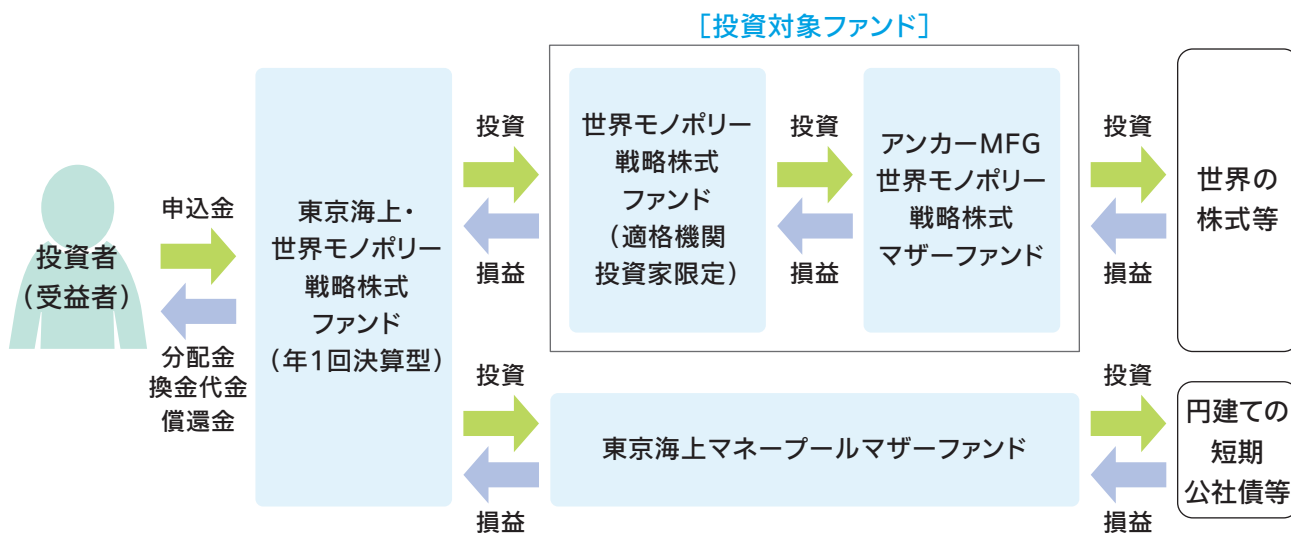 ［投資対象ファンド］
投資者
（受益者）
申込金
分配金
換金代金
償還金
東京海上・
世界モノポリー
戦略株式
ファンド
（年1回決算型）
投資
損益
世界モノポリー
戦略株式
ファンド
（適格機関
投資家限定）
投資
損益
アンカーMFG
世界モノポリー
戦略株式
マザーファンド
投資
損益
世界の
株式等
投資
損益
東京海上マネープールマザーファンド
投資
損益
円建ての
短期
公社債等